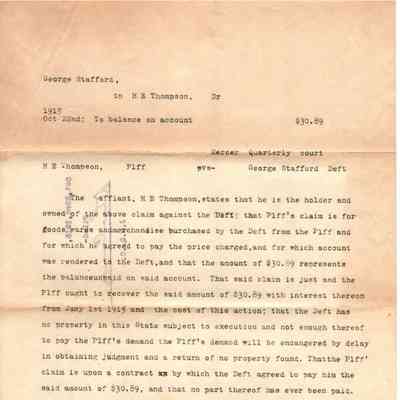 George Stafford,
to H E Thompson, Dr
1915
Oct 22nd; To balance on account $30.89
Mercer Quarterly court
H E Thompson, Plff -vs- George Stafford Deft
The affiant, H E Thompson, states that he is the holder and
owned of the above claim against the Deft; that Plff's claim is for
goods wares andmerchandise purchased by the Deft from the Plff and
for which he agreed to pay the price charged, and for which account
was rendered to the Deft, and that the amount of $30.89 represents
the balanceunpaid on said account. That said claim is just and the
Plff ought to recover the said amount of $30.89 with interest thereon
from Jany 1st 1915 and the cost of this action; that the Deft has
no property in this State subject to execution and not enough thereof
to pay the Plff's demand the Plff's demand will be endangered by delay
in obtaining judgment and a return of no property found. Thatthe Plff'
claim is upon a contract xx by which the Deft agreed to pay him the
said amount of $30.89, and that no part thereof has ever been paid.